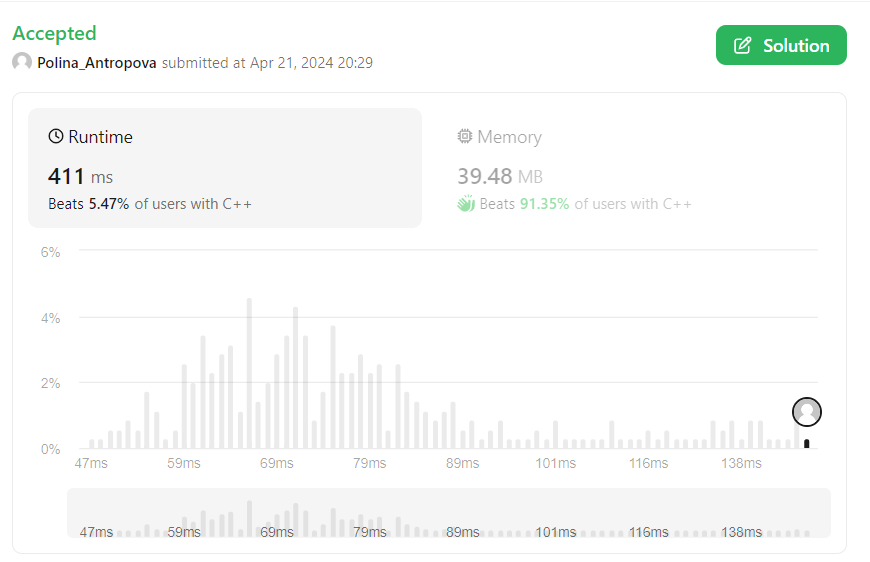 Accepted
Solution
Polina_Antropova submitted at Apr 21, 2024 20:29
Runtime
Memory
411 ms
39.48 MB
Beats 5.47% of users with C++
Beats 91.35% of users with C++
6%
4%
2%
0%
47ms 59ms 69ms 79ms 89ms 101ms 116ms 138ms
47ms 59ms 69ms 79ms 89ms 101ms 116ms 138ms